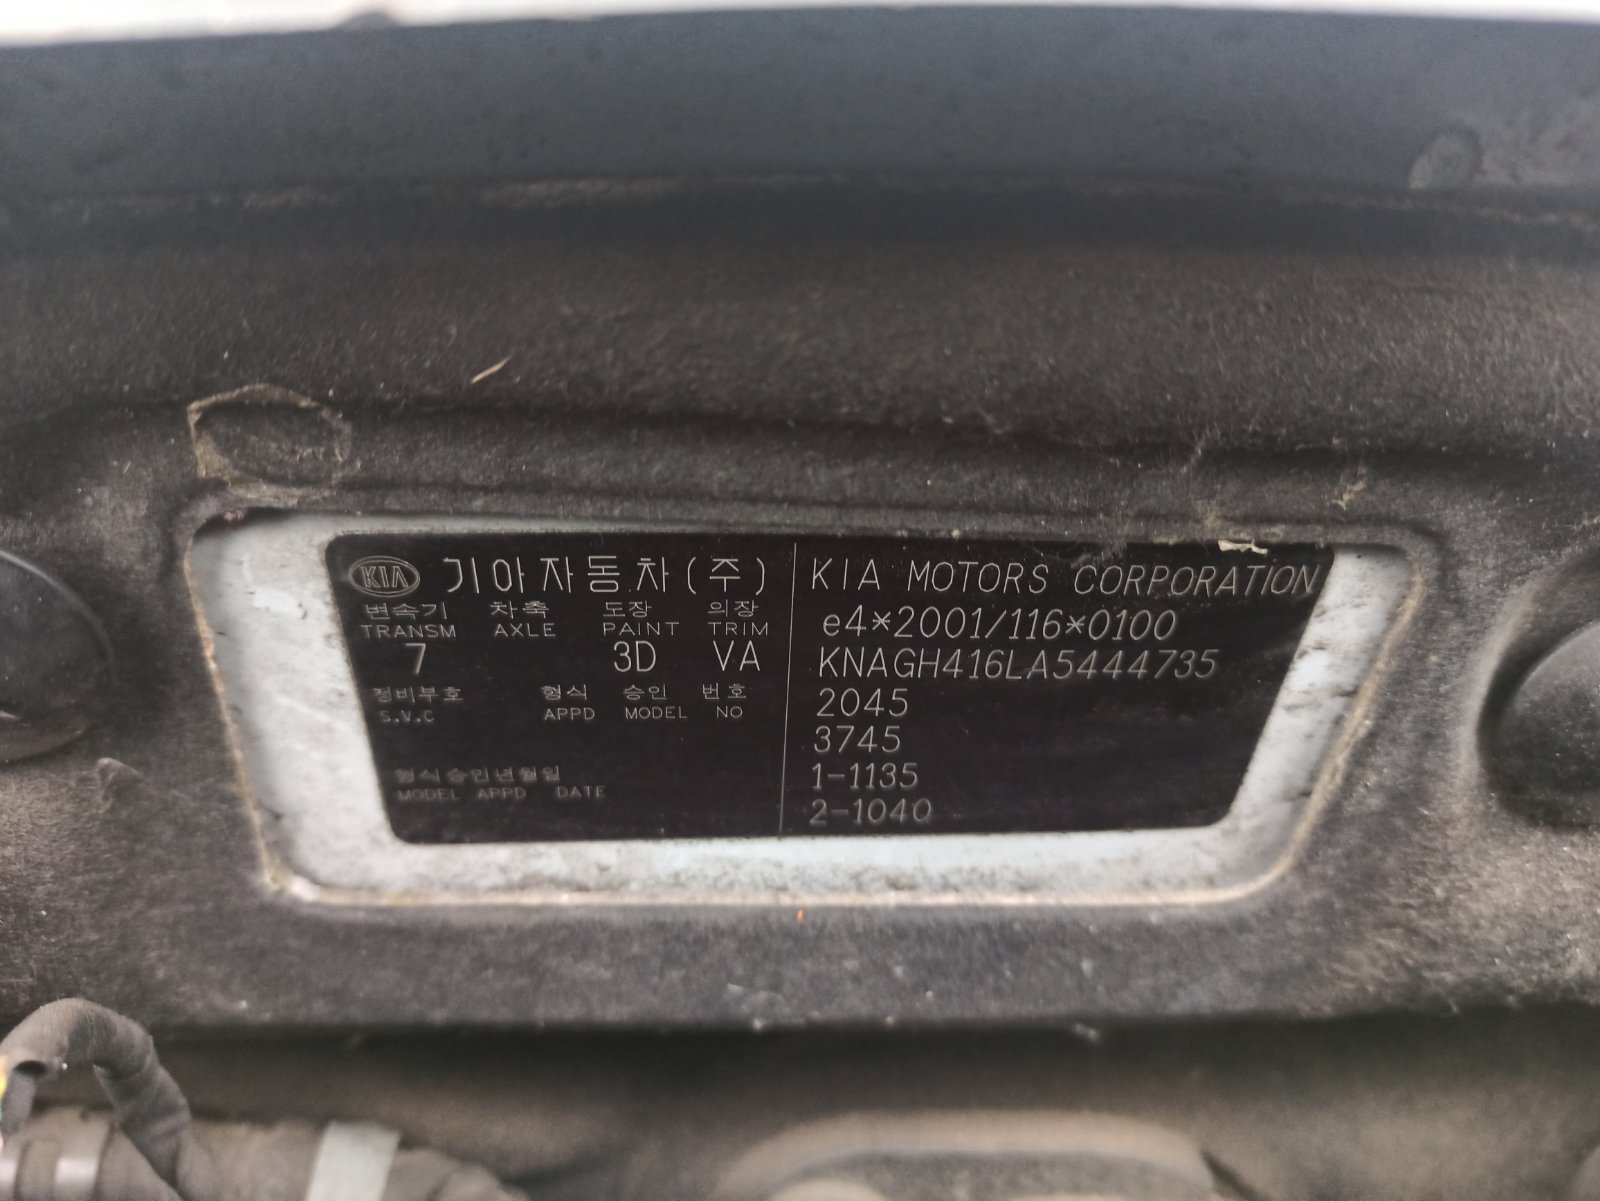 KIA 기아자동차(주)
변속기 차축 도장 의장
TRANSM AXLE PAINT TRIM
7 3D VA
정비부호 형식 승인 번호
S.V.C APPD MODEL NO
형식승인년월일
MODEL APPD DATE
KIA MOTORS CORPORATION
e4*2001/116*0100
KNAGH416LA5444735
2045
3745
1-1135
2-1040